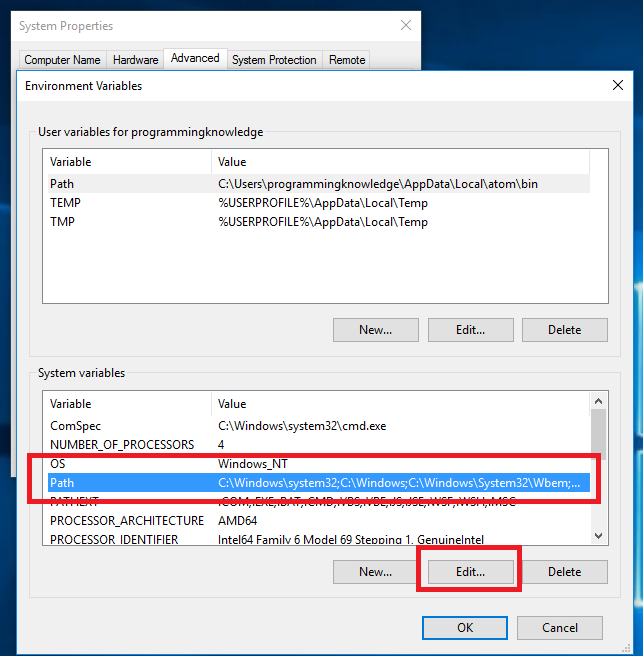 System Properties
Computer Name Hardware Advanced System Protection Remote
Environment Variables
User variables for programmingknowledge
Variable Value
Path C:\Users\programmingknowledge\AppData\Local\atom\bin
TEMP %USERPROFILE%\AppData\Local\Temp
TMP %USERPROFILE%\AppData\Local\Temp
New... Edit... Delete
System variables
Variable Value
ComSpec C:\Windows\system32\cmd.exe
NUMBER_OF_PROCESSORS 4
OS Windows_NT
Path C:\Windows\system32;C:\Windows;C:\Windows\System32\Wbem;...
PATHEXT .COM;.EXE;.BAT;.CMD;.VBS;.VBE;.JS;.JSE;.WSF;.WSH;.MSC
PROCESSOR_ARCHITECTURE AMD64
PROCESSOR_IDENTIFIER Intel64 Family 6 Model 69 Stepping 1, GenuineIntel
New... Edit... Delete
OK Cancel